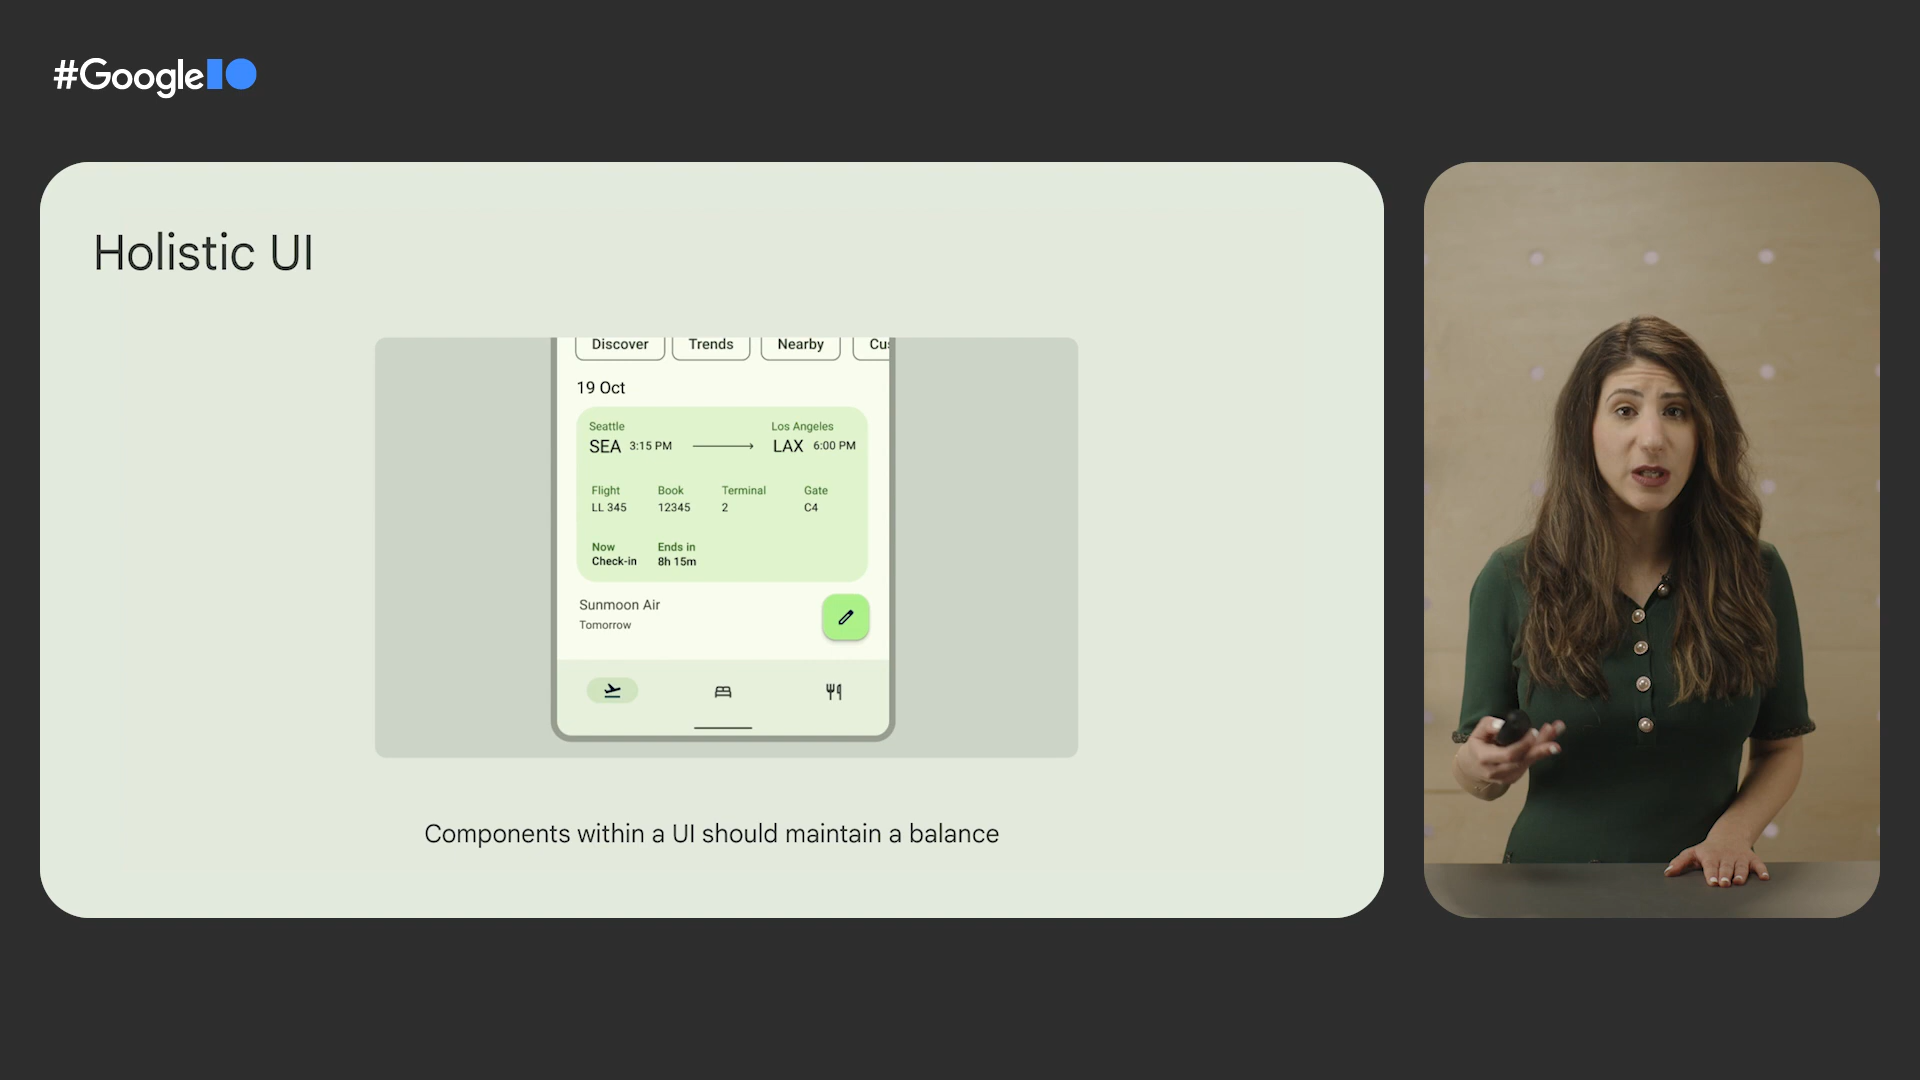 #GoogleIO
Holistic UI
Discover Trends Nearby Cus
19 Oct
Seattle Los Angeles
SEA 3:15 PM LAX 6:00 PM
Flight Book Terminal Gate
LL 345 12345 2 C4
Now Ends in
Check-in 8h 15m
Sunmoon Air
Tomorrow
Components within a UI should maintain a balance